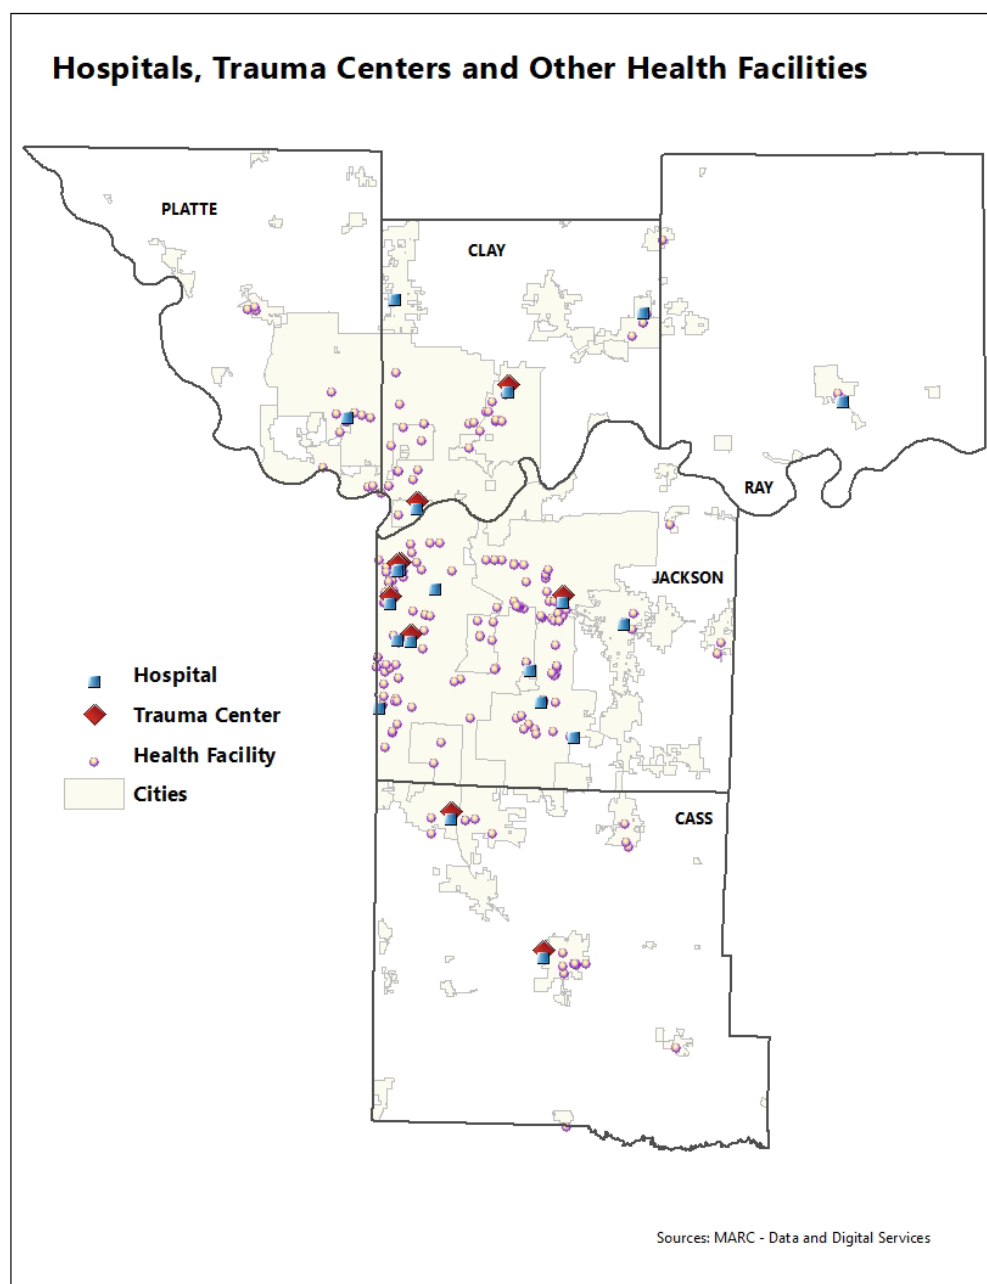 Hospitals, Trauma Centers and Other Health Facilities
PLATTE
CLAY
RAY
JACKSON
Hospital
Trauma Center
Health Facility
Cities
CASS
Sources: MARC - Data and Digital Services